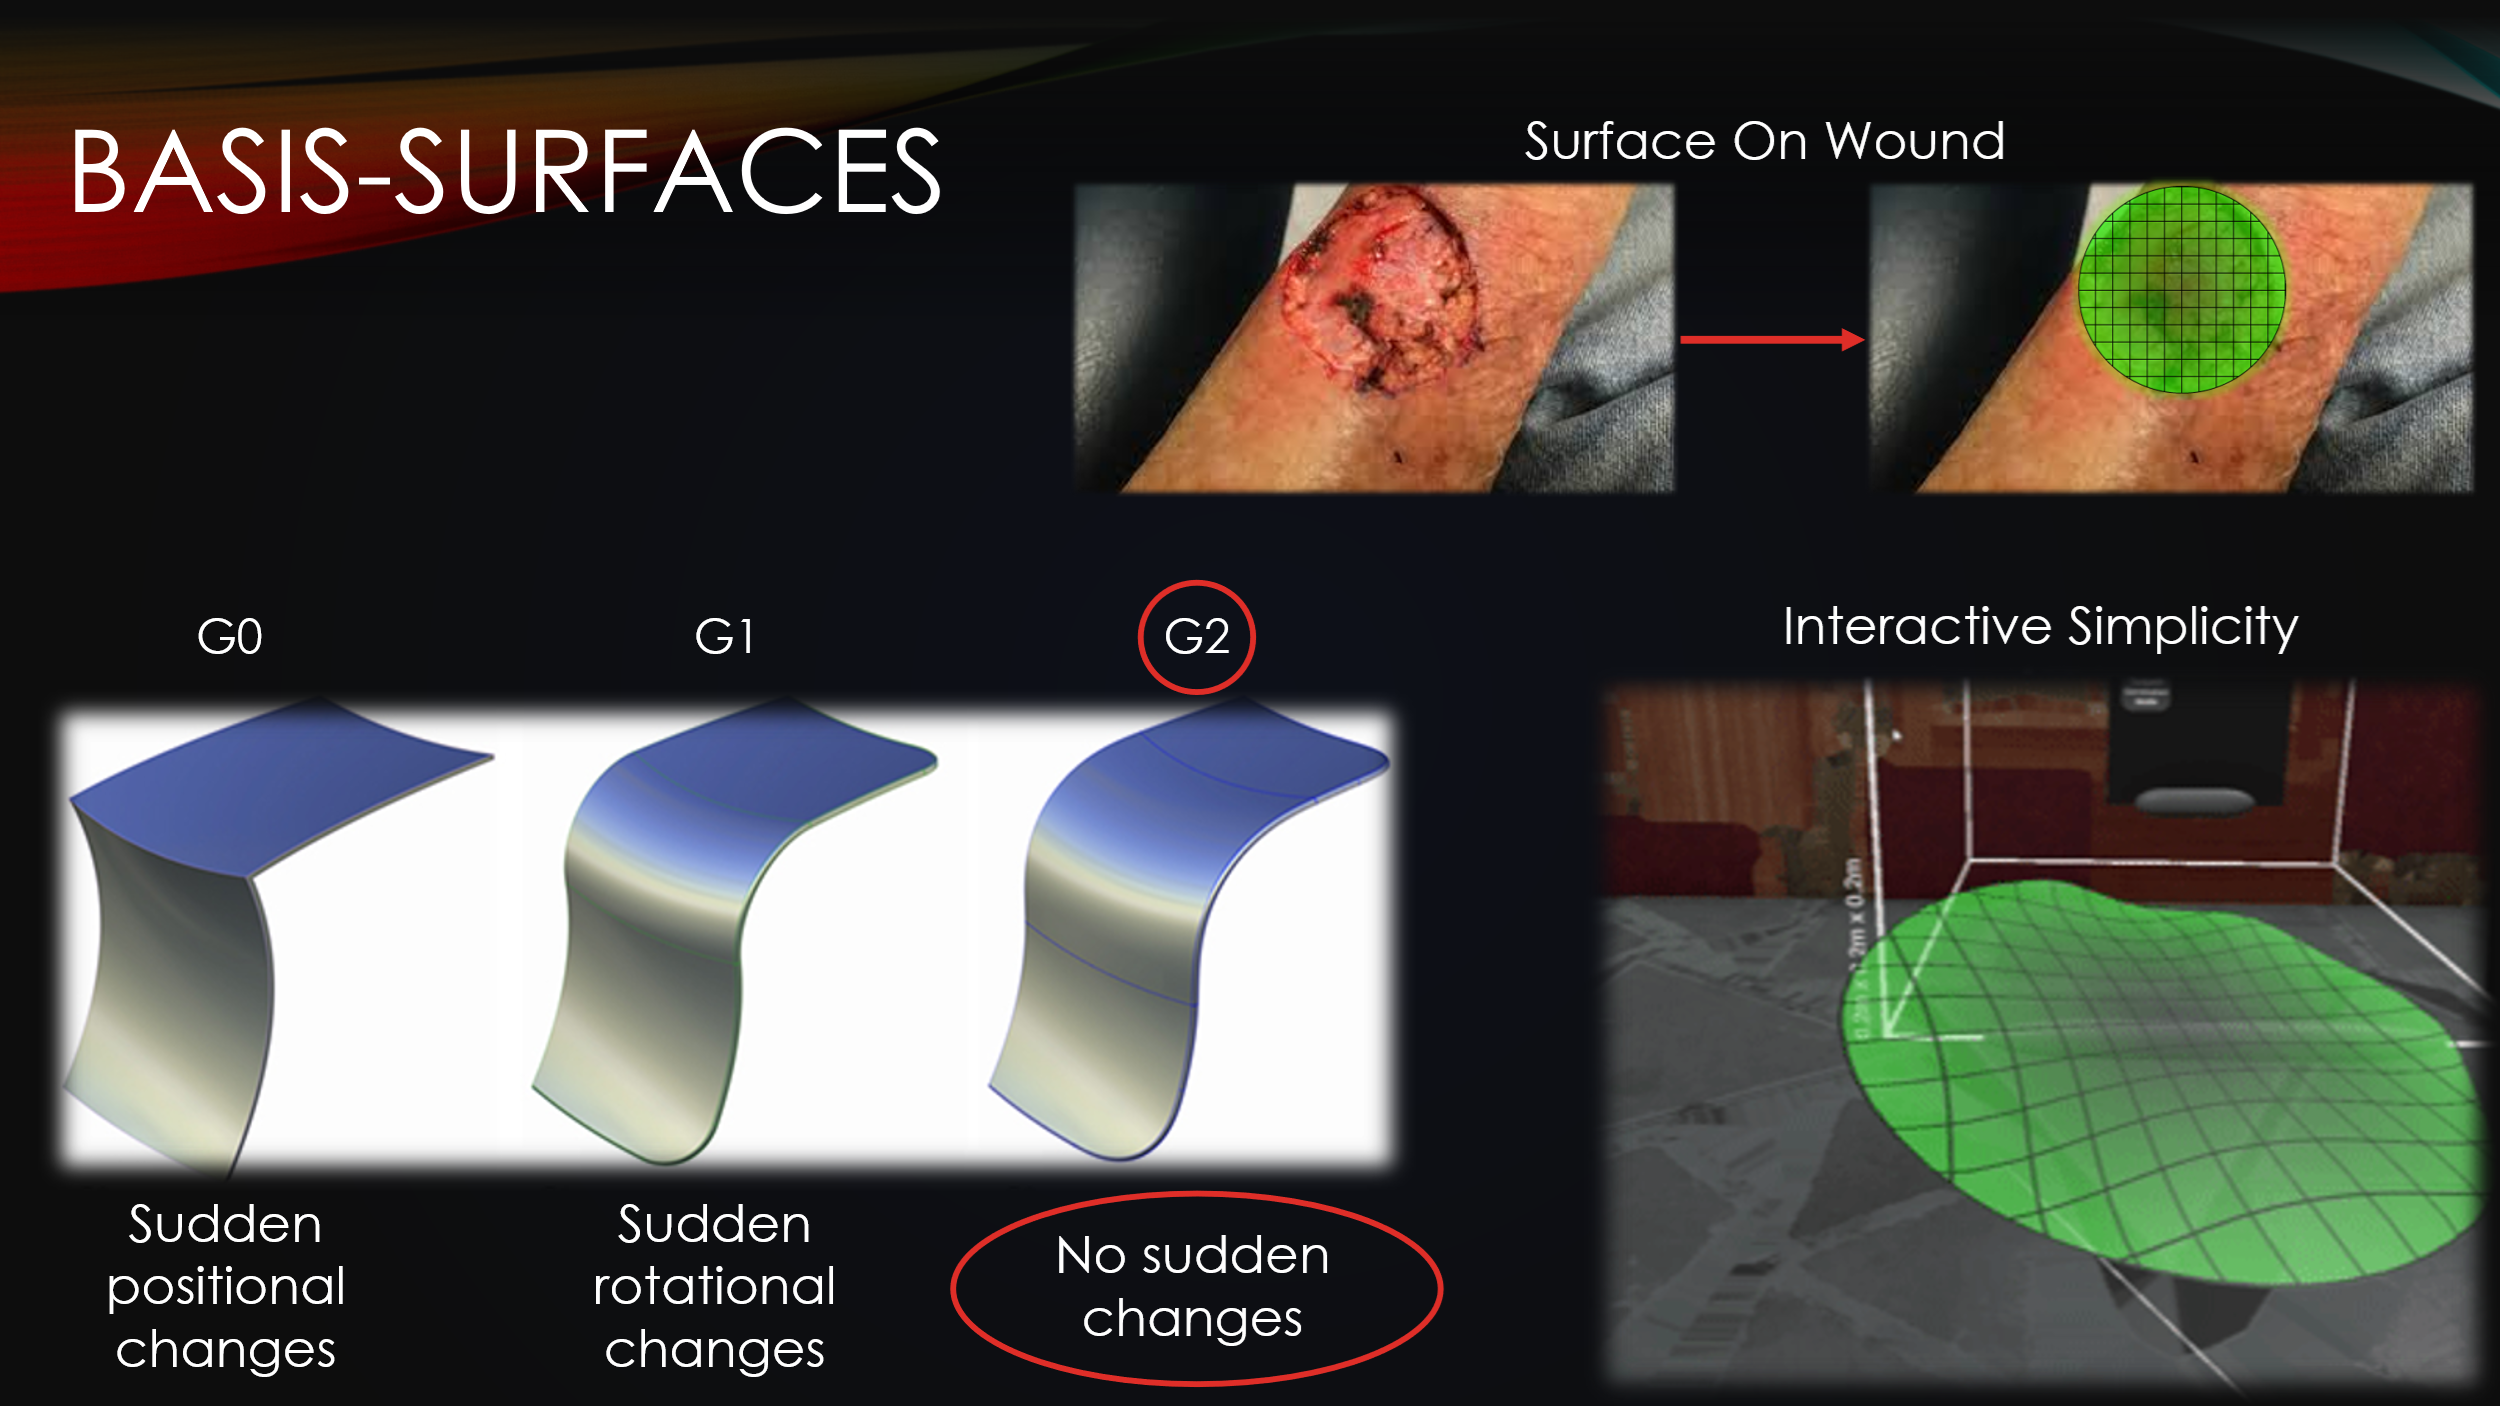 BASIS-SURFACES
Surface On Wound
G0
G1
G2
Interactive Simplicity
Sudden
positional
changes
Sudden
rotational
changes
No sudden
changes